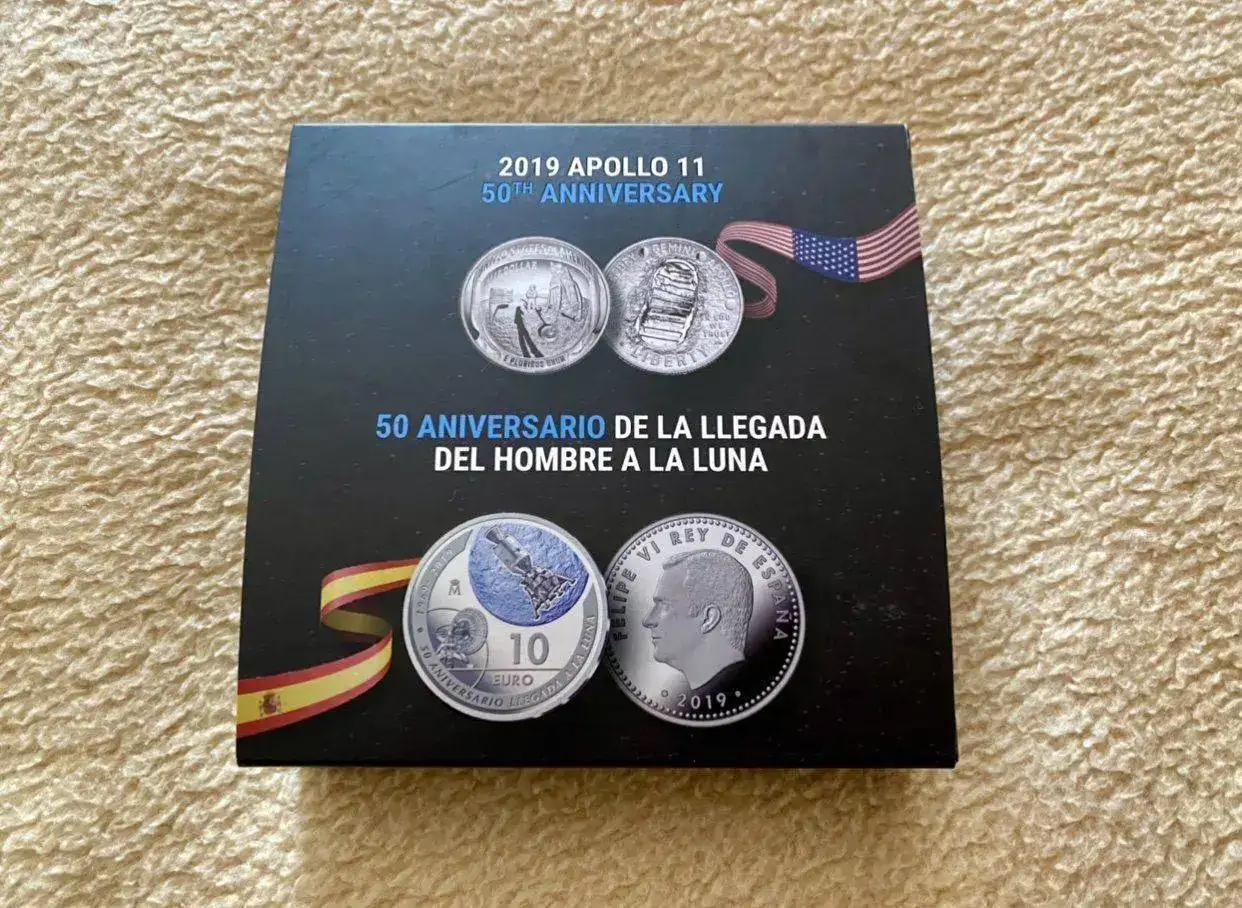 2019 APOLLO 11
50TH ANNIVERSARY
DOLLAR
E PLURIBUS UNUM
GEMINI
LIBERTY
50 ANIVERSARIO DE LA LLEGADA
DEL HOMBRE A LA LUNA
M
10
EURO
50 ANIVERSARIO LLEGADA A LA LUNA
FELIPE VI REY DE ESPAÑA
2019